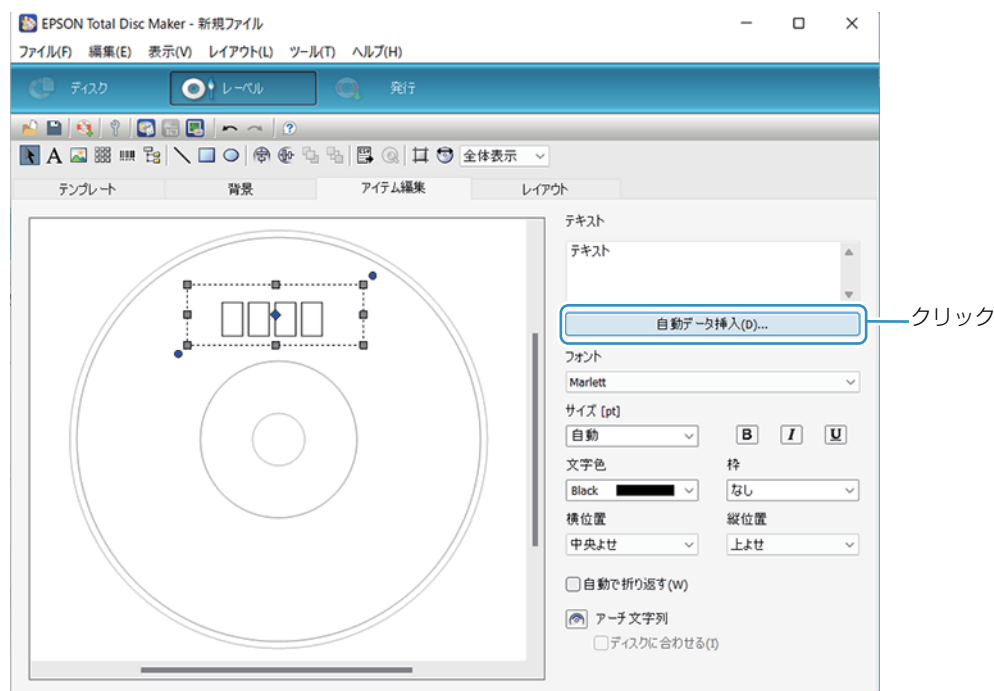 EPSON Total Disc Maker - 新規ファイル
ファイル(F) 編集(E) 表示(V) レイアウト(L) ツール(T) ヘルプ(H)
ディスク レーベル 発行
A 全体表示
テンプレート 背景 アイテム編集 レイアウト
テキスト
テキスト
自動データ挿入(D)...
クリック
フォント
Marlett
サイズ [pt]
自動 B I U
文字色 枠
Black なし
横位置 縦位置
中央よせ 上よせ
自動で折り返す(W)
アーチ文字列
ディスクに合わせる(I)